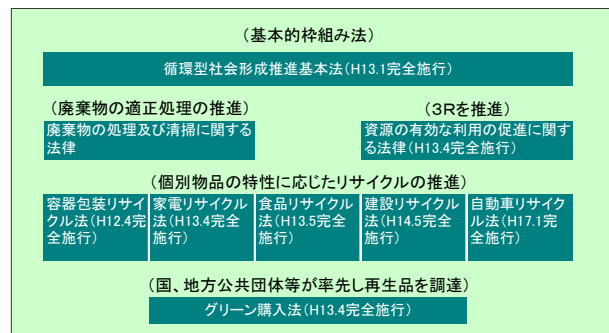 (基本的枠組み法)
循環型社会形成推進基本法(H13.1完全施行)
(廃棄物の適正処理の推進)
廃棄物の処理及び清掃に関する
法律
(3Rを推進)
資源の有効な利用の促進に関す
る法律(H13.4完全施行)
(個別物品の特性に応じたリサイクルの推進)
容器包装リサイ
クル法(H12.4完
全施行)
家電リサイクル
法(H13.4完全
施行)
食品リサイクル
法(H13.5完全
施行)
建設リサイクル
法(H14.5完全
施行)
自動車リサイク
ル法(H17.1完
全施行)
(国、地方公共団体等が率先し再生品を調達)
グリーン購入法(H13.4完全施行)